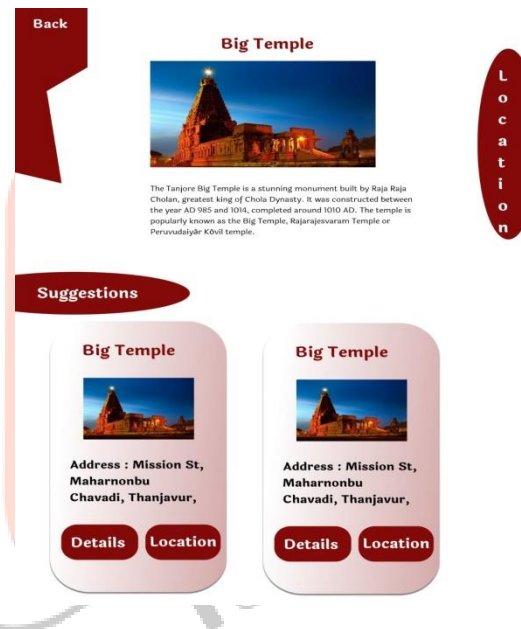 Back
Big Temple
Location
The Tanjore Big Temple is a stunning monument built by Raja Raja
Cholan, greatest king of Chola Dynasty. It was constructed between
the year AD 985 and 1014, completed around 1010 AD. The temple is
popularly known as the Big Temple, Rajarajesvaram Temple or
Peruvudaiyãr Kōvil temple.
Suggestions
Big Temple
Address : Mission St,
Maharnonbu
Chavadi, Thanjavur,
Details
Location
Big Temple
Address : Mission St,
Maharnonbu
Chavadi, Thanjavur,
Details
Location